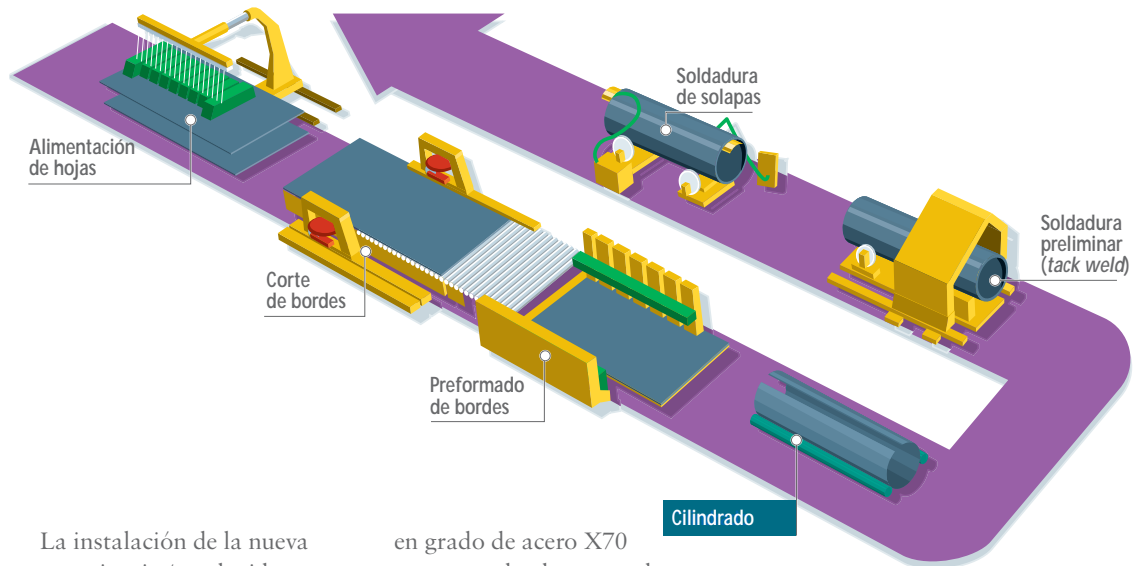 Soldadura
de solapas
Alimentación
de hojas
Soldadura
preliminar
(tack weld)
Corte
de bordes
Preformado
de bordes
Cilindrado
La instalación de la nueva
en grado de acero X70